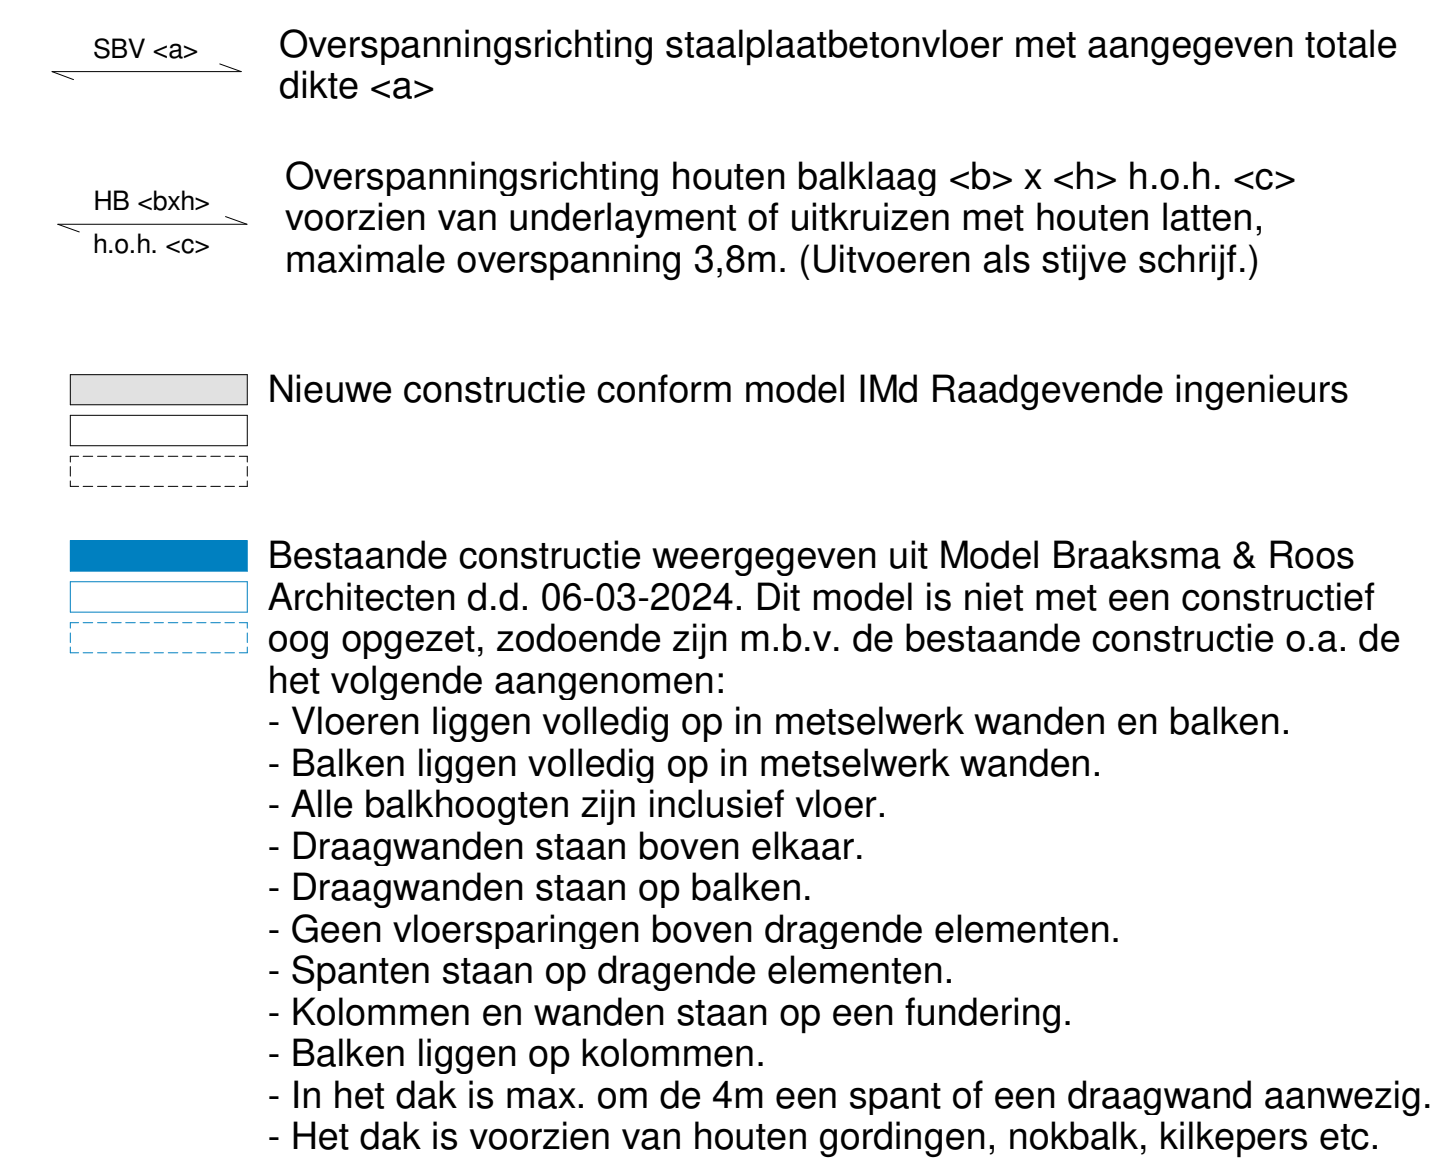 SBV <a>
Overspanningsrichting staalplaatbetonvloer met aangegeven totale
dikte <a>
HB <bxh>
h.o.h. <c>
Overspanningsrichting houten balklaag <b> x <h> h.o.h. <c>
voorzien van underlayment of uitkruizen met houten latten,
maximale overspanning 3,8m. (Uitvoeren als stijve schrijf.)
Nieuwe constructie conform model IMd Raadgevende ingenieurs
Bestaande constructie weergegeven uit Model Braaksma & Roos
Architecten d.d. 06-03-2024. Dit model is niet met een constructief
oog opgezet, zodoende zijn m.b.v. de bestaande constructie o.a. de
het volgende aangenomen:
- Vloeren liggen volledig op in metselwerk wanden en balken.
- Balken liggen volledig op in metselwerk wanden.
- Alle balkhoogten zijn inclusief vloer.
- Draagwanden staan boven elkaar.
- Draagwanden staan op balken.
- Geen vloersparingen boven dragende elementen.
- Spanten staan op dragende elementen.
- Kolommen en wanden staan op een fundering.
- Balken liggen op kolommen.
- In het dak is max. om de 4m een spant of een draagwand aanwezig.
- Het dak is voorzien van houten gordingen, nokbalk, kilkepers etc.